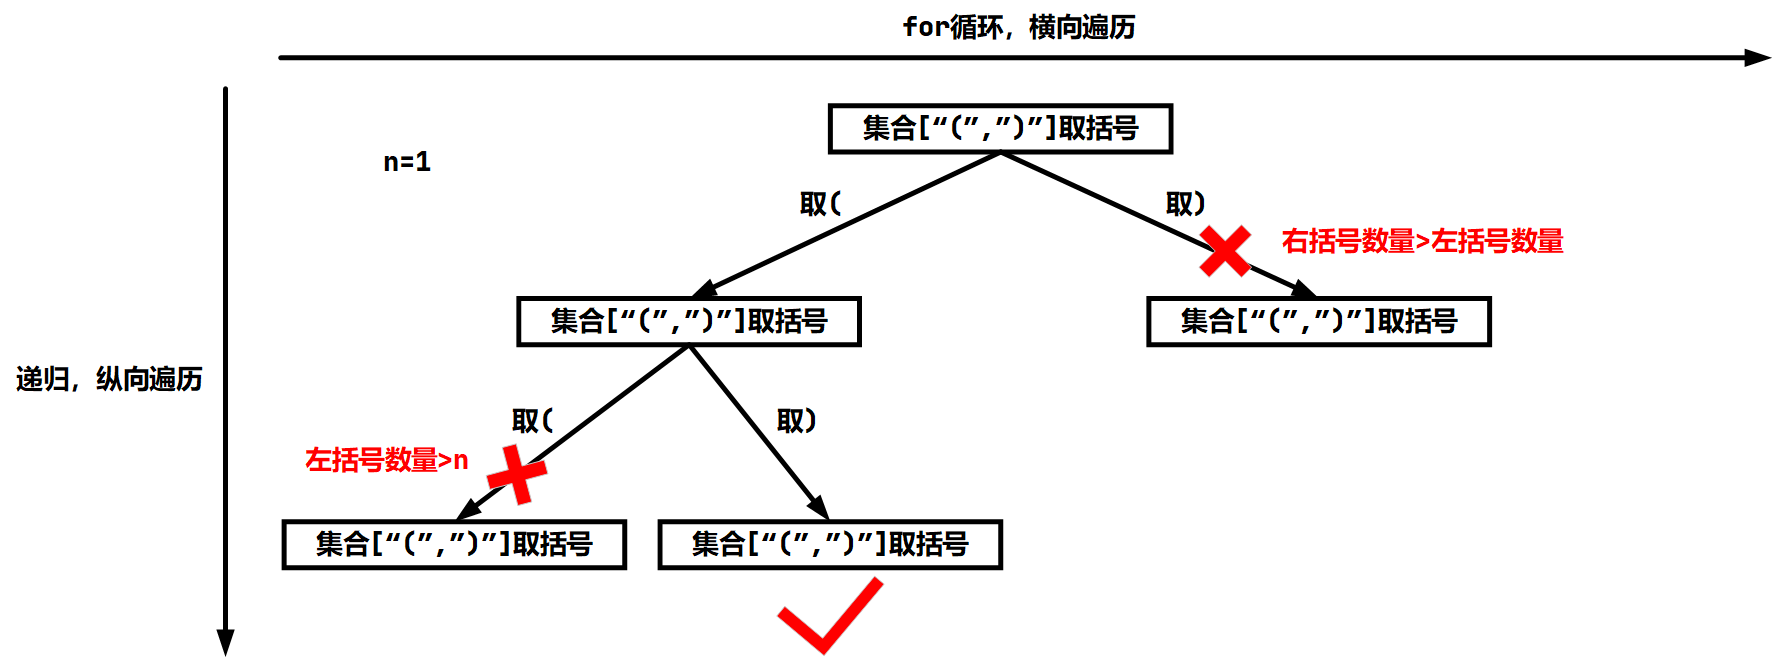 for循环，横向遍历
集合[“(”,”)”]取括号
n=1
取(
取)
右括号数量>左括号数量
集合[“(”,”)”]取括号
集合[“(”,”)”]取括号
递归，纵向遍历
取(
取)
左括号数量>n
集合[“(”,”)”]取括号
集合[“(”,”)”]取括号